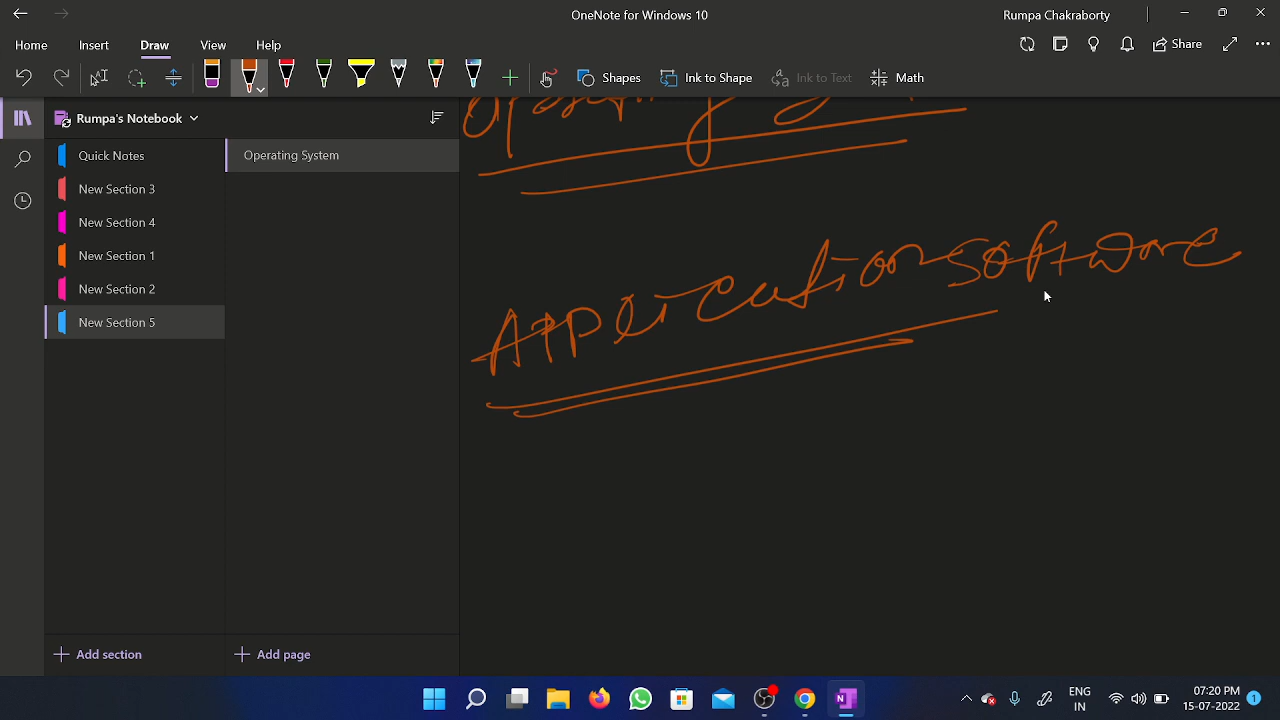 OneNote for Windows 10
Rumpa Chakraborty
Home Insert Draw View Help
Share
Shapes
Ink to Shape
Ink to Text
Math
Rumpa's Notebook
Quick Notes
New Section 3
New Section 4
New Section 1
New Section 2
New Section 5
Operating System
Application software
Add section
Add page
ENG
IN
07:20 PM
15-07-2022
1